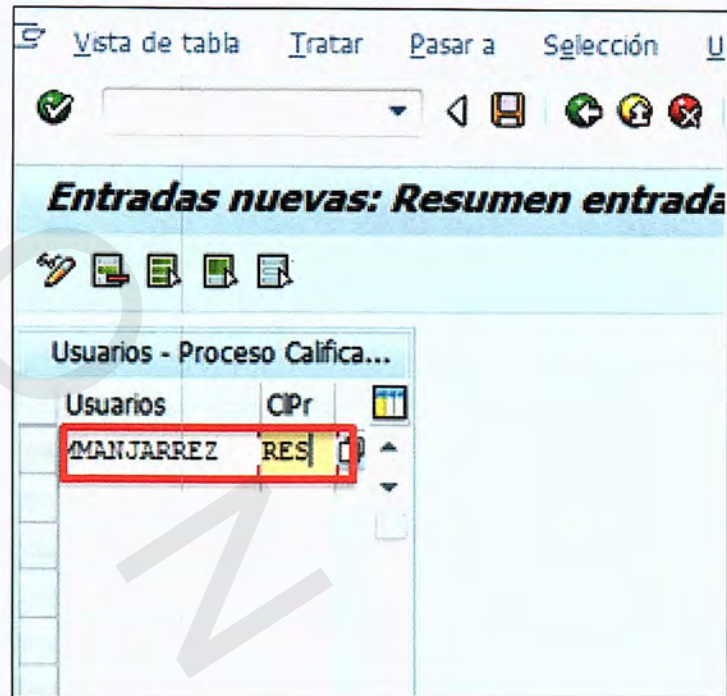 Vista de tabla Tratar Pasar a Selección U
Entradas nuevas: Resumen entrada
Usuarios - Proceso Califica...
Usuarios ClPr
MMANJARREZ RES
O
N